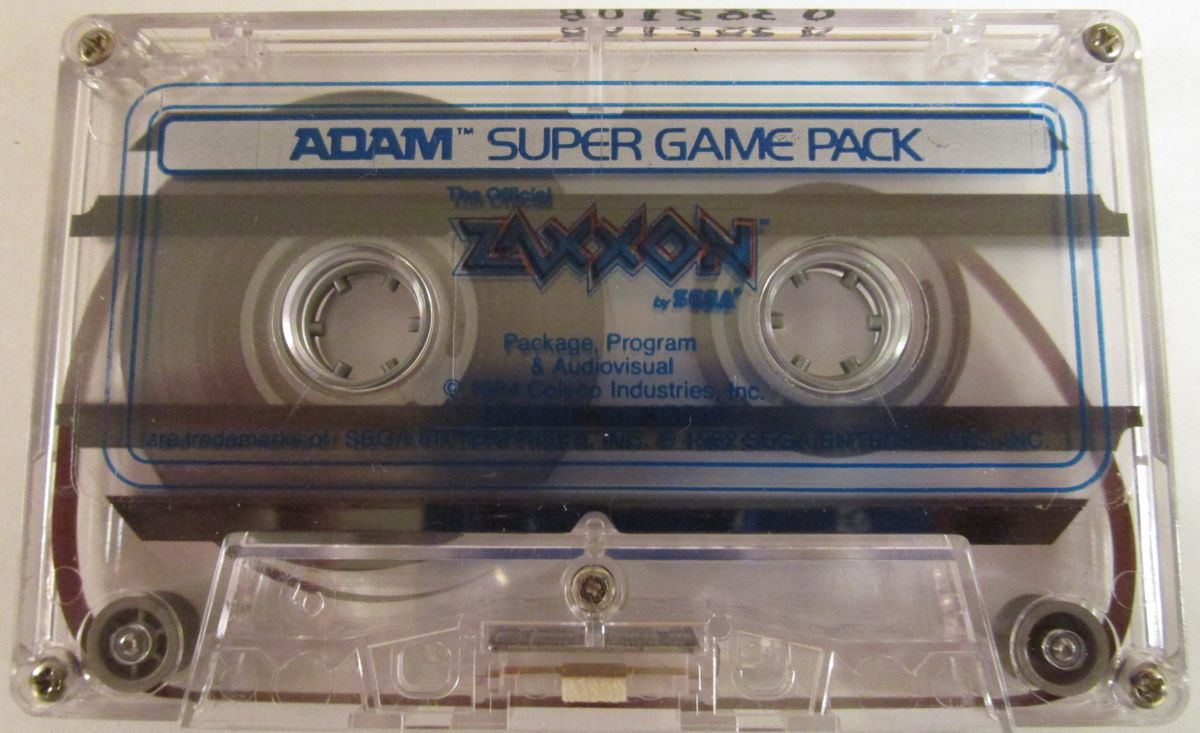 ADAM™ SUPER GAME PACK
The Official
ZAXXON™
by SEGA®
Package, Program
& Audiovisual
© 1984 Coleco Industries, Inc.
are trademarks of SEGA ENTERPRISES, INC. © 1982 SEGA ENTERPRISES, INC.